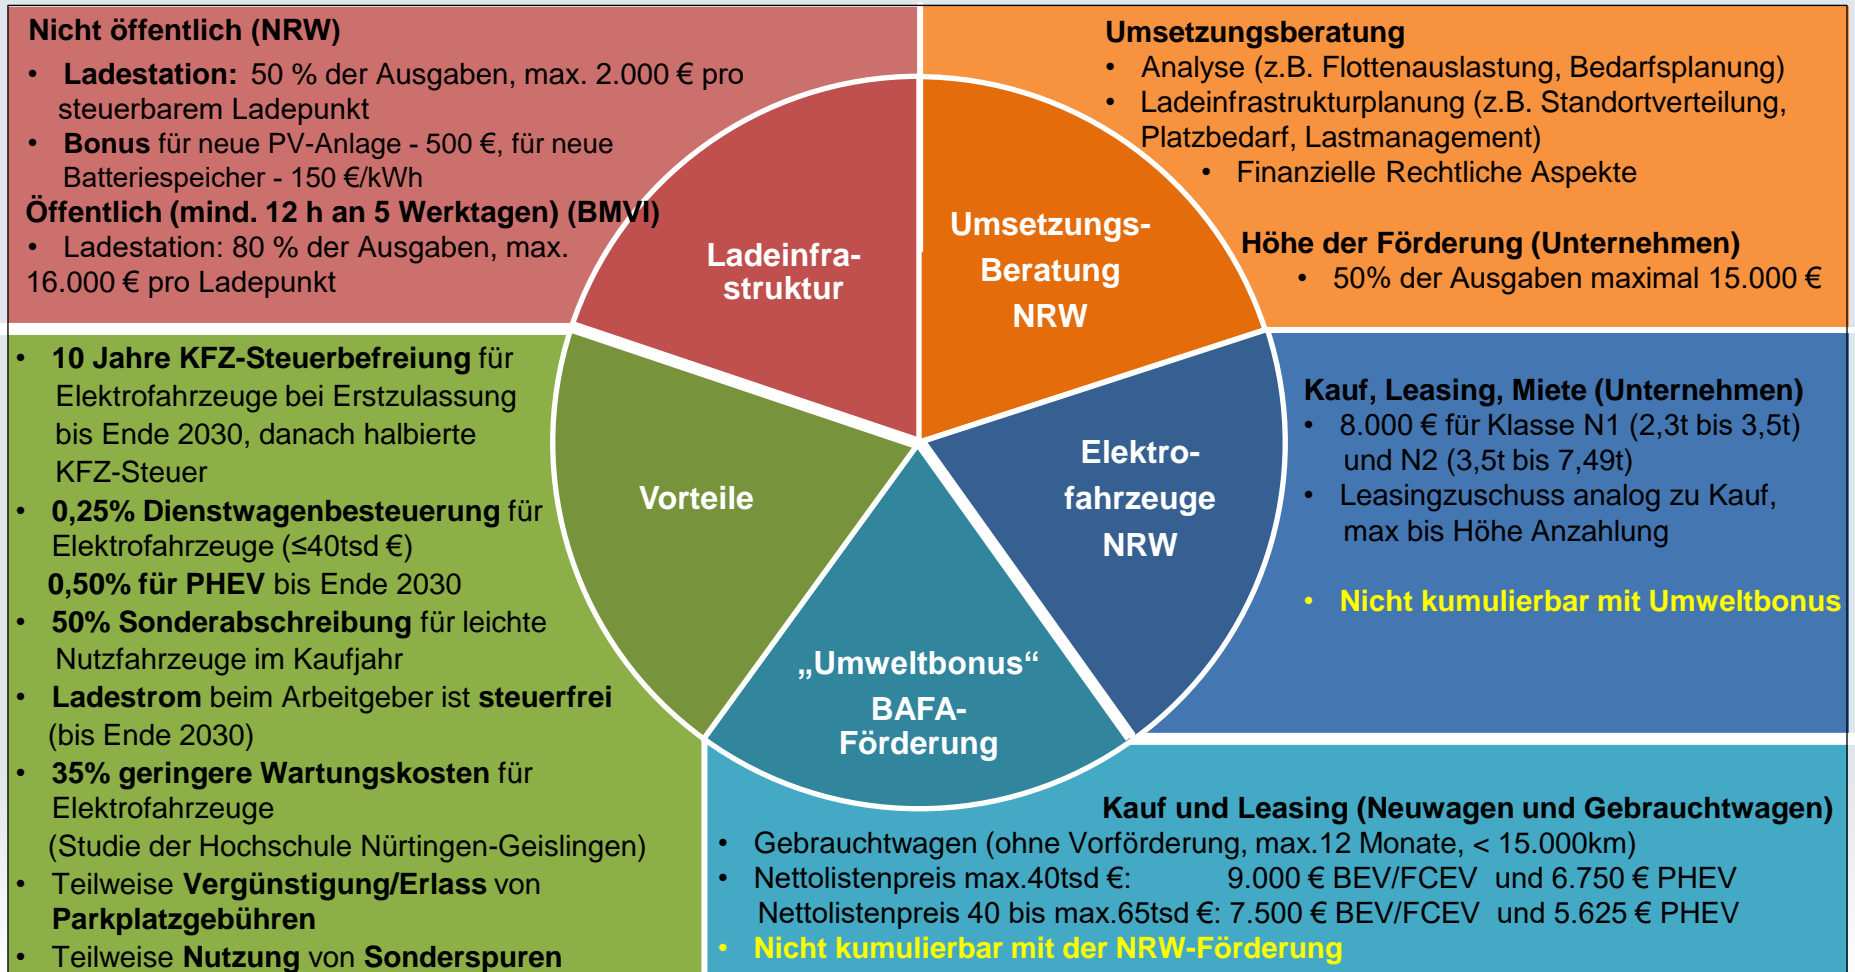 Nicht öffentlich (NRW)
• Ladestation: 50 % der Ausgaben, max. 2.000 € pro
steuerbarem Ladepunkt
• Bonus für neue PV-Anlage - 500 €, für neue
Batteriespeicher - 150 €/kWh
Öffentlich (mind. 12 h an 5 Werktagen) (BMVI)
• Ladestation: 80 % der Ausgaben, max.
16.000 € pro Ladepunkt
Ladeinfra-
struktur
Umsetzungsberatung
• Analyse (z.B. Flottenauslastung, Bedarfsplanung)
• Ladeinfrastrukturplanung (z.B. Standortverteilung,
Platzbedarf, Lastmanagement)
• Finanzielle Rechtliche Aspekte
Höhe der Förderung (Unternehmen)
• 50% der Ausgaben maximal 15.000 €
Umsetzungs-
Beratung
NRW
• 10 Jahre KFZ-Steuerbefreiung für
Elektrofahrzeuge bei Erstzulassung
bis Ende 2030, danach halbierte
KFZ-Steuer
• 0,25% Dienstwagenbesteuerung für
Elektrofahrzeuge (≤40tsd €)
0,50% für PHEV bis Ende 2030
• 50% Sonderabschreibung für leichte
Nutzfahrzeuge im Kaufjahr
• Ladestrom beim Arbeitgeber ist steuerfrei
(bis Ende 2030)
• 35% geringere Wartungskosten für
Elektrofahrzeuge
(Studie der Hochschule Nürtingen-Geislingen)
• Teilweise Vergünstigung/Erlass von
Parkplatzgebühren
• Teilweise Nutzung von Sonderspuren
Vorteile
Elektro-
fahrzeuge
NRW
Kauf, Leasing, Miete (Unternehmen)
• 8.000 € für Klasse N1 (2,3t bis 3,5t)
und N2 (3,5t bis 7,49t)
• Leasingzuschuss analog zu Kauf,
max bis Höhe Anzahlung
• Nicht kumulierbar mit Umweltbonus
„Umweltbonus“
BAFA-
Förderung
Kauf und Leasing (Neuwagen und Gebrauchtwagen)
• Gebrauchtwagen (ohne Vorförderung, max.12 Monate, < 15.000km)
• Nettolistenpreis max.40tsd €: 9.000 € BEV/FCEV und 6.750 € PHEV
Nettolistenpreis 40 bis max.65tsd €: 7.500 € BEV/FCEV und 5.625 € PHEV
• Nicht kumulierbar mit der NRW-Förderung